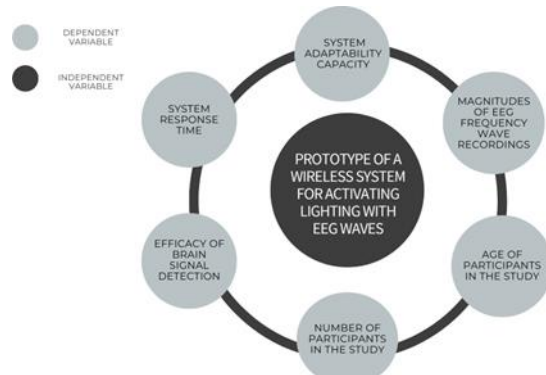 DEPENDENT
VARIABLE
INDEPENDENT
VARIABLE
SYSTEM
ADAPTABILITY
CAPACITY
MAGNITUDES
OF EEG
FREQUENCY
WAVE
RECORDINGS
AGE OF
PARTICIPANTS
IN THE STUDY
NUMBER OF
PARTICIPANTS
IN THE STUDY
EFFICACY OF
BRAIN
SIGNAL
DETECTION
SYSTEM
RESPONSE
TIME
PROTOTYPE OF A
WIRELESS SYSTEM
FOR ACTIVATING
LIGHTING WITH
EEG WAVES